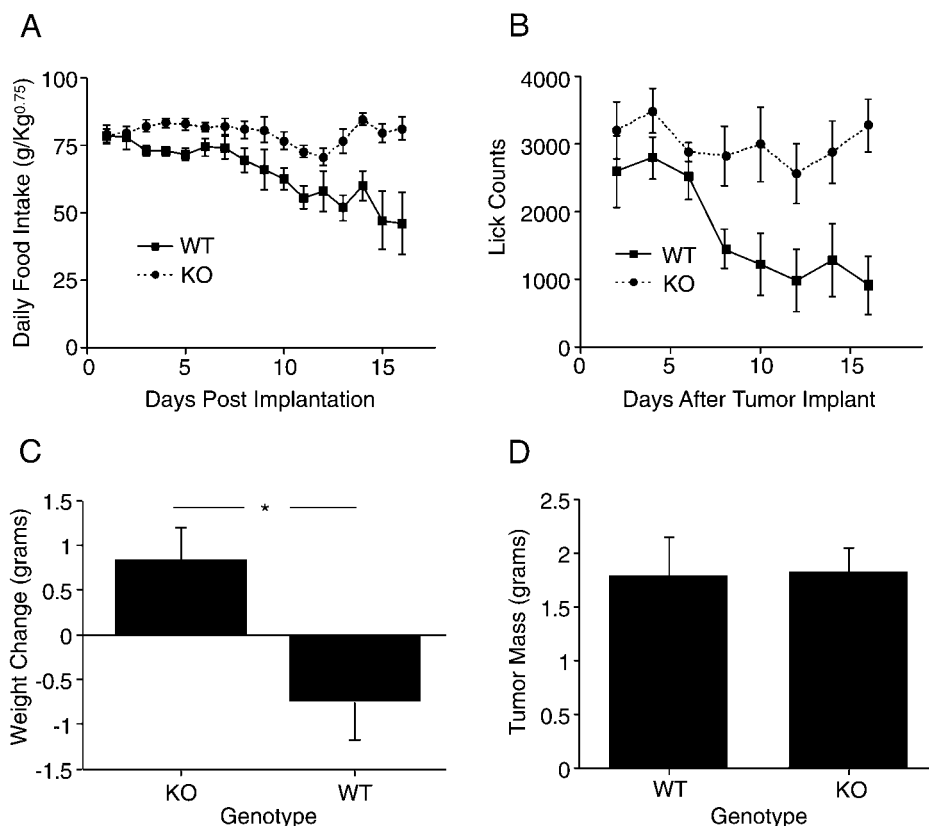 A
Daily Food Intake (g/Kg0.75)
100
75
50
25
0
WT
KO
0 5 10 15
Days Post Implantation
B
Lick Counts
4000
3000
2000
1000
0
WT
KO
0 5 10 15
Days After Tumor Implant
C
Weight Change (grams)
1.5
1
0.5
0
-0.5
-1
-1.5
*
KO WT
Genotype
D
Tumor Mass (grams)
2.5
2
1.5
1
0.5
0
WT KO
Genotype